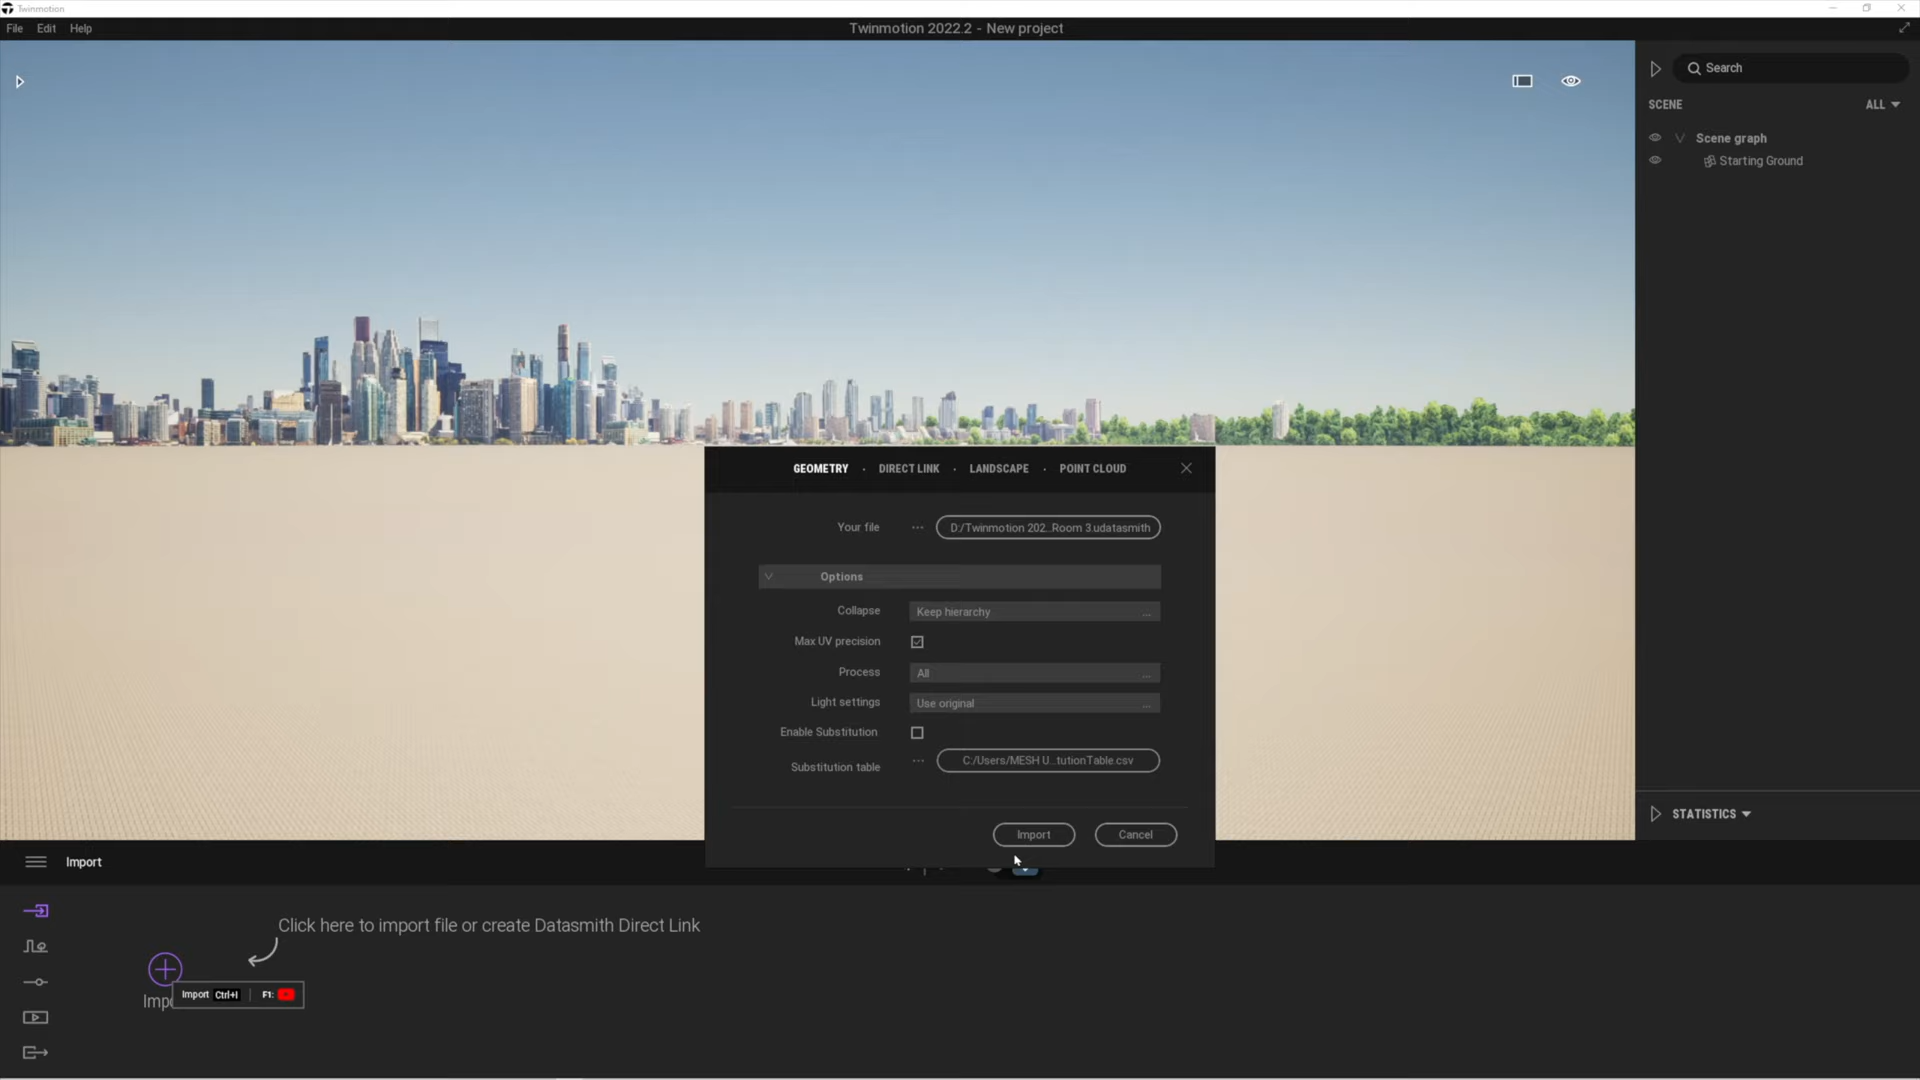 Twinmotion
File Edit Help
Twinmotion 2022.2 - New project
Search
SCENE
ALL
Scene graph
Starting Ground
GEOMETRY · DIRECT LINK · LANDSCAPE · POINT CLOUD
Your file ... D:/Twinmotion 202...Room 3.udatasmith
Options
Collapse Keep hierarchy ...
Max UV precision
Process All ...
Light settings Use original ...
Enable Substitution
Substitution table ... C:/Users/MESH U...tutionTable.csv
Import Cancel
STATISTICS
Import
Click here to import file or create Datasmith Direct Link
Import Ctrl+I F1: